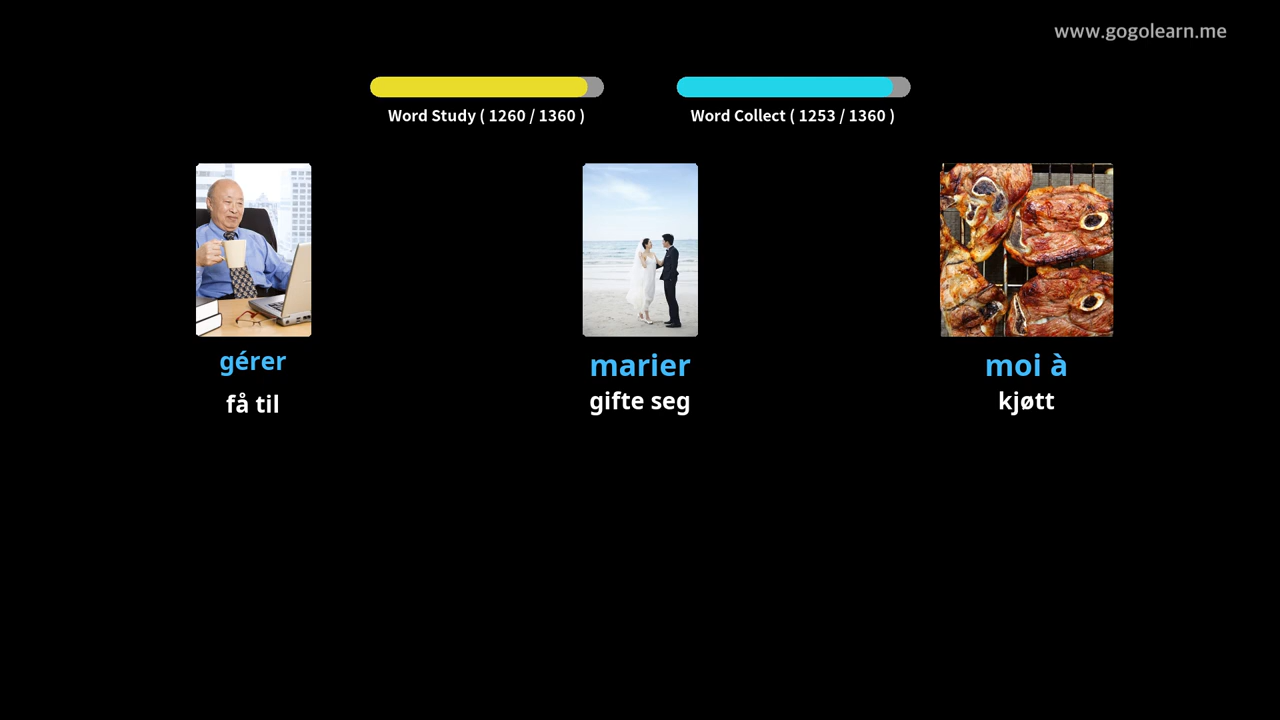 www.gogolearn.me
Word Study ( 1260 / 1360 )
Word Collect ( 1253 / 1360 )
gérer
få til
marier
gifte seg
moi à
kjøtt